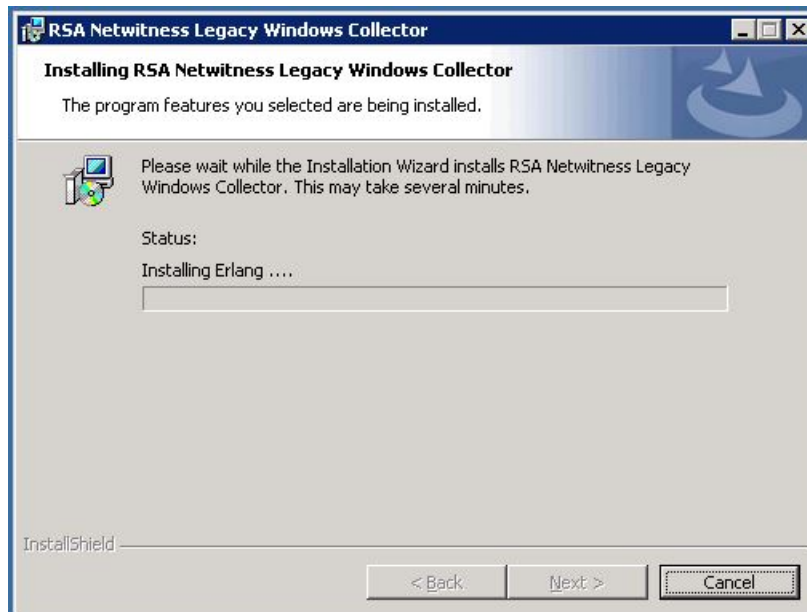 RSA Netwitness Legacy Windows Collector
Installing RSA Netwitness Legacy Windows Collector
The program features you selected are being installed.
Please wait while the Installation Wizard installs RSA Netwitness Legacy
Windows Collector. This may take several minutes.
Status:
Installing Erlang ....
InstallShield
< Back Next > Cancel